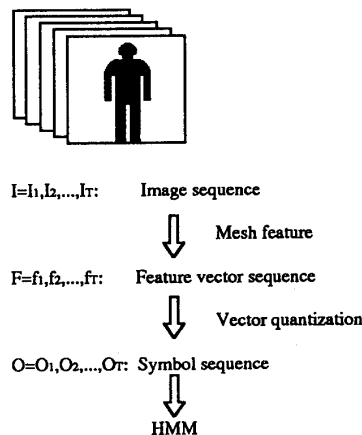 I=I1,I2,...,IT: Image sequence
Mesh feature
F=f1,f2,...,fT: Feature vector sequence
Vector quantization
O=O1,O2,...,OT: Symbol sequence
HMM